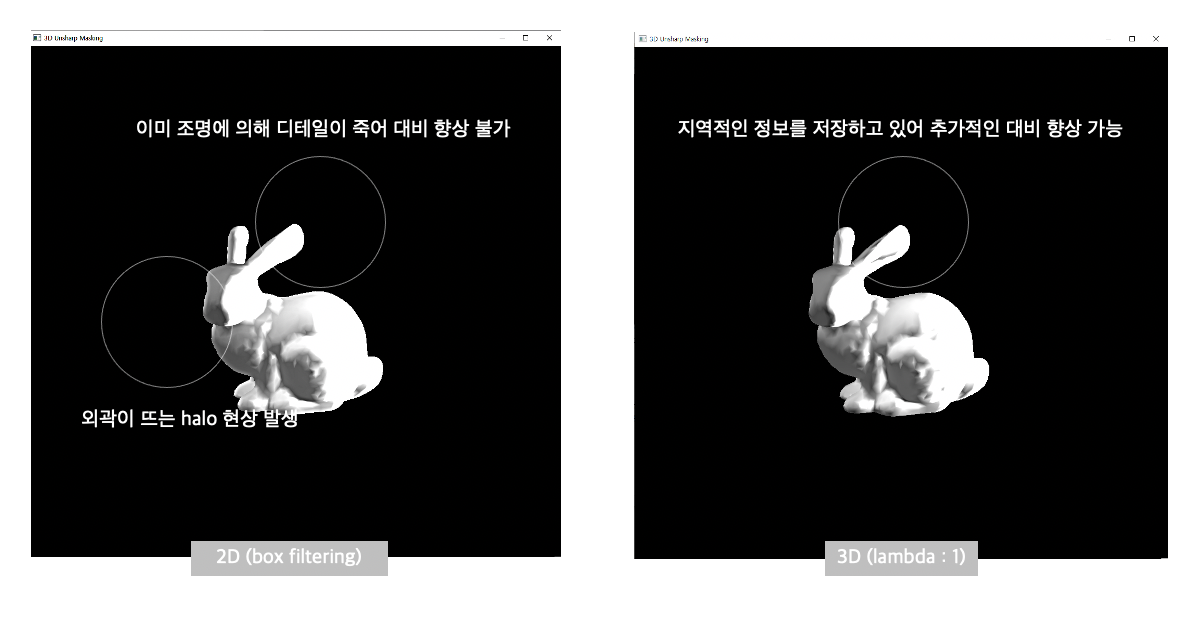 3D Unsharp Masking
이미 조명에 의해 디테일이 죽어 대비 향상 불가
외곽이 뜨는 halo 현상 발생
2D (box filtering)
3D Unsharp Masking
지역적인 정보를 저장하고 있어 추가적인 대비 향상 가능
3D (lambda : 1)